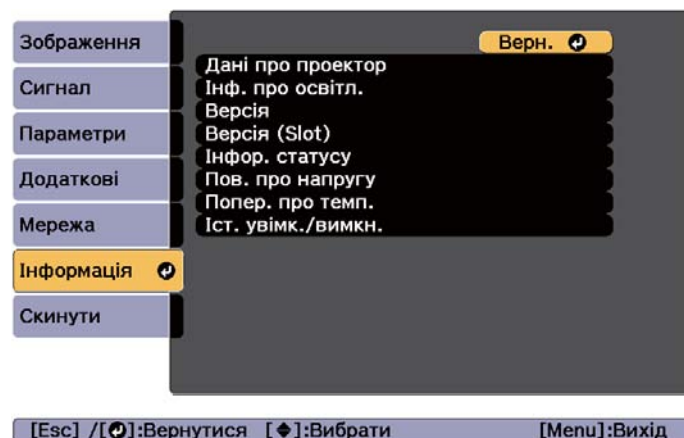 Зображення
Сигнал
Параметри
Додаткові
Мережа
Інформація
Скинути
Верн.
Дані про проектор
Інф. про освітл.
Версія
Версія (Slot)
Інфор. статусу
Пов. про напругу
Попер. про темп.
Іст. увімк./вимкн.
[Esc] /[⏎]:Вернутися [◆]:Вибрати [Menu]:Вихід